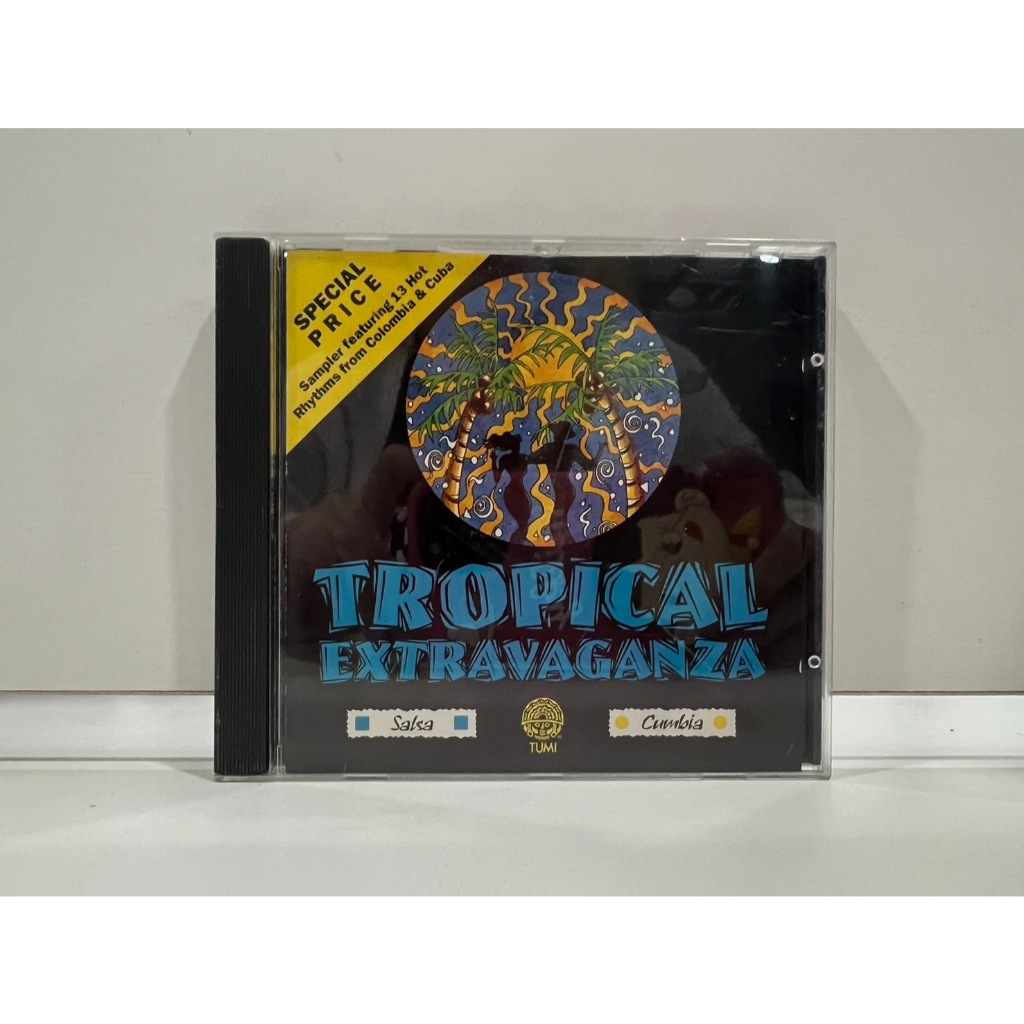 SPECIAL
PRICE
Sampler featuring 13 Hot
Rhythms from Colombia & Cuba
TROPICAL
EXTRAVAGANZA
Salsa
TUMI
Cumbia